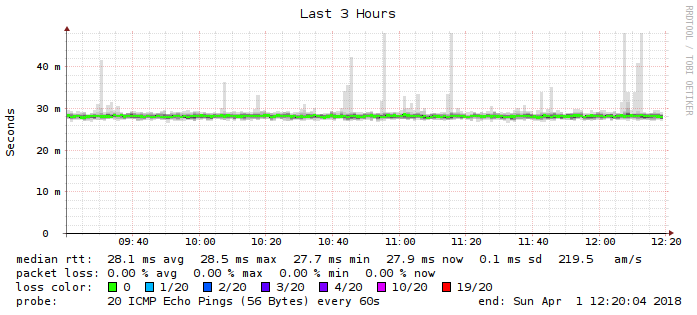 Last 3 Hours
RRDTOOL / TOBI OETIKER
Seconds
40 m
30 m
20 m
10 m
0
09:40 10:00 10:20 10:40 11:00 11:20 11:40 12:00 12:20
median rtt: 28.1 ms avg 28.5 ms max 27.7 ms min 27.9 ms now 0.1 ms sd 219.5 am/s
packet loss: 0.00 % avg 0.00 % max 0.00 % min 0.00 % now
loss color: 0 1/20 2/20 3/20 4/20 10/20 19/20
probe: 20 ICMP Echo Pings (56 Bytes) every 60s end: Sun Apr 1 12:20:04 2018